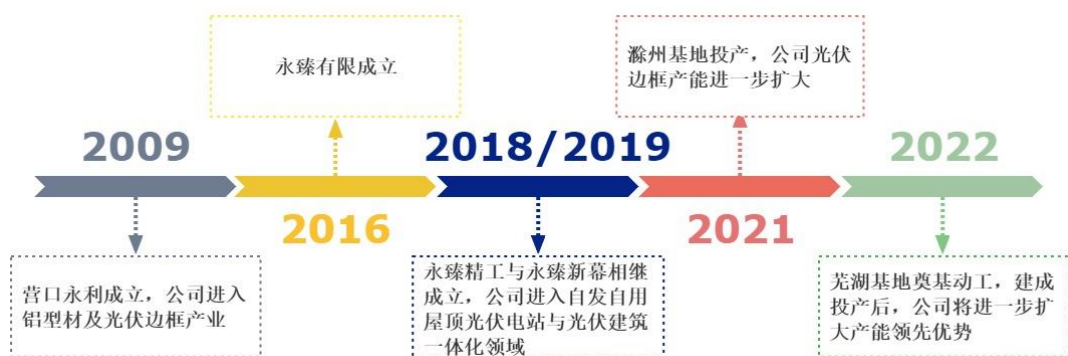 永臻有限成立
滁州基地投产，公司光伏
边框产能进一步扩大
2009
2018/2019
2022
2016
2021
营口永利成立，公司进入
铝型材及光伏边框产业
永臻精工与永臻新幕相继
成立，公司进入自发自用
屋顶光伏电站与光伏建筑
一体化领域
芜湖基地奠基动工，建成
投产后，公司将进一步扩
大产能领先优势